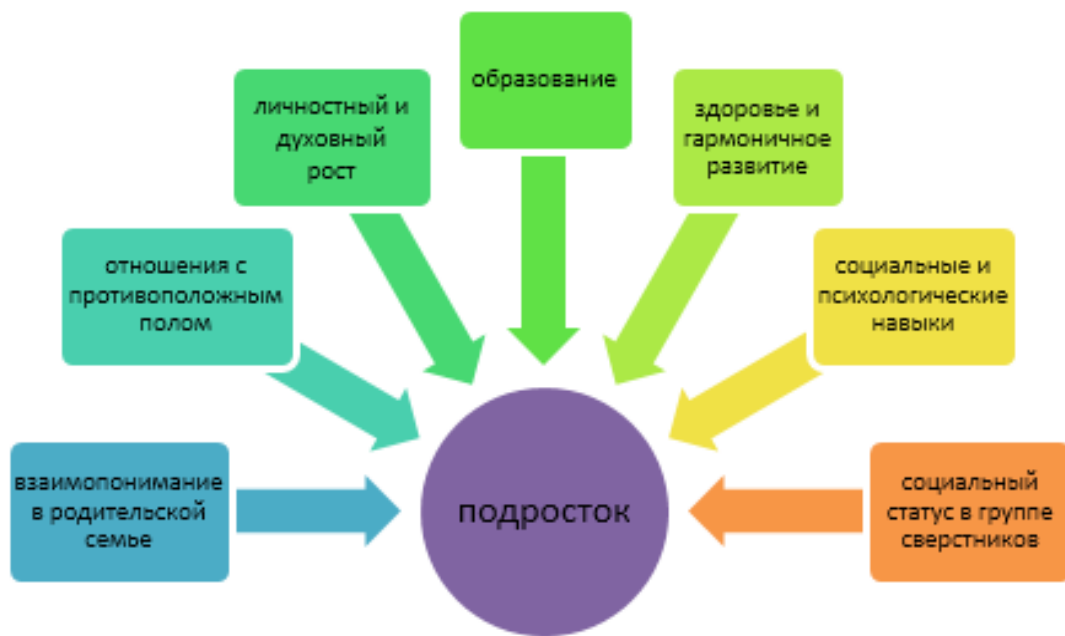 образование
личностный и
духовный
рост
здоровье и
гармоничное
развитие
отношения с
противоположным
полом
социальные и
психологические
навыки
взаимопонимание
в родительской
семье
подросток
социальный
статус в группе
сверстников